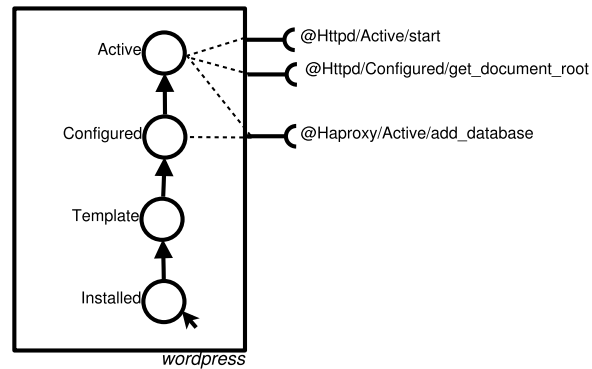 Active
@Httpd/Active/start
@Httpd/Configured/get_document_root
Configured
@Haproxy/Active/add_database
Template
Installed
wordpress